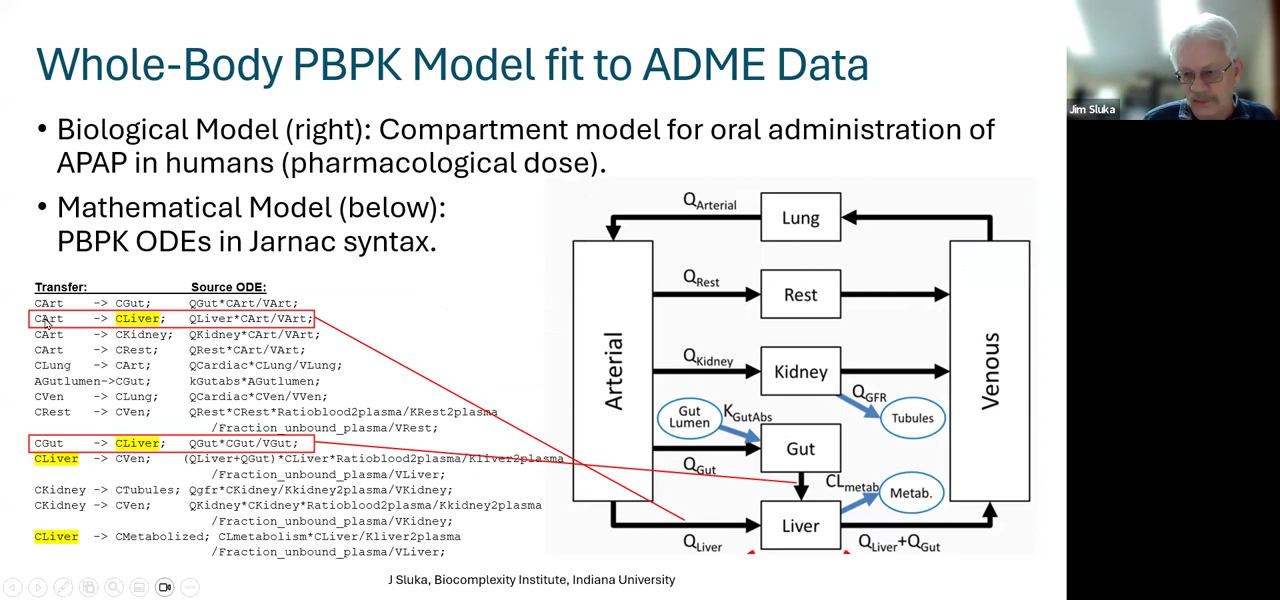 Whole-Body PBPK Model fit to ADME Data
• Biological Model (right): Compartment model for oral administration of
APAP in humans (pharmacological dose).
• Mathematical Model (below):
PBPK ODEs in Jarnac syntax.
Transfer: Source ODE:
CArt -> CGut; QGut*CArt/VArt;
CArt -> CLiver; QLiver*CArt/VArt;
CArt -> CKidney; QKidney*CArt/VArt;
CArt -> CRest; QRest*CArt/VArt;
CLung -> CArt; QCardiac*CLung/VLung;
AGutlumen->CGut; kGutabs*AGutlumen;
CVen -> CLung; QCardiac*CVen/VVen;
CRest -> CVen; QRest*CRest*Ratioblood2plasma/KRest2plasma
/Fraction_unbound_plasma/VRest;
CGut -> CLiver; QGut*CGut/VGut;
CLiver -> CVen; (QLiver+QGut)*CLiver*Ratioblood2plasma/Kliver2plasma
/Fraction_unbound_plasma/VLiver;
CKidney -> CTubules; Qgfr*CKidney/Kkidney2plasma/VKidney;
CKidney -> CVen; QKidney*CKidney*Ratioblood2plasma/Kkidney2plasma
/Fraction_unbound_plasma/VKidney;
CLiver -> CMetabolized; CLmetabolism*CLiver/Kliver2plasma
/Fraction_unbound_plasma/VLiver;
QArterial
Lung
QRest
Rest
Arterial
Venous
QKidney
Kidney
QGFR
Tubules
Gut
Lumen
KGutAbs
Gut
QGut
CLmetab
Metab.
Liver
QLiver
QLiver+QGut
J Sluka, Biocomplexity Institute, Indiana University
Jim Sluka